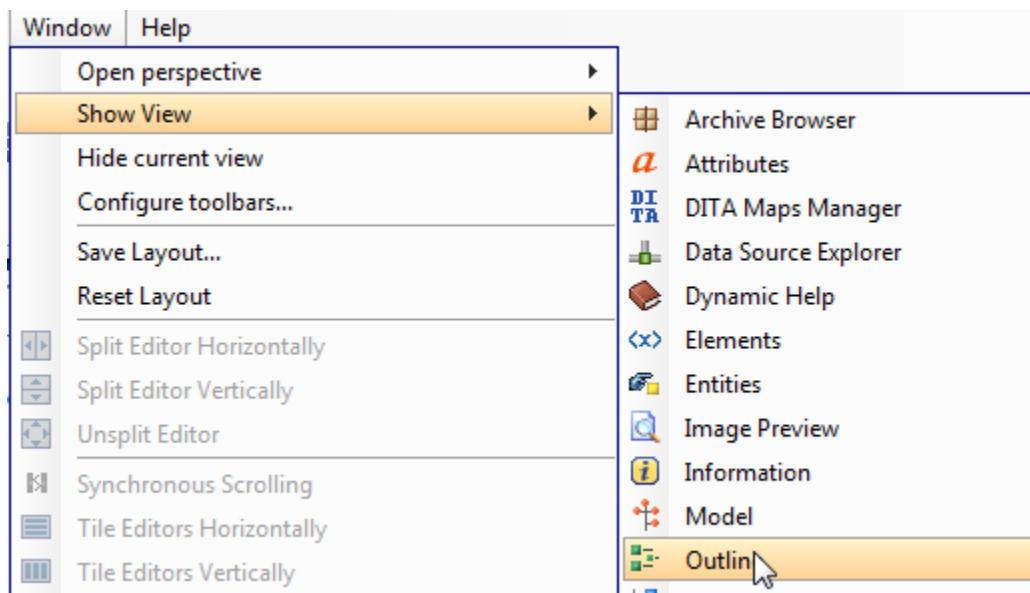 Window Help
Open perspective
Show View
Hide current view
Configure toolbars...
Save Layout...
Reset Layout
Split Editor Horizontally
Split Editor Vertically
Unsplit Editor
Synchronous Scrolling
Tile Editors Horizontally
Tile Editors Vertically
Archive Browser
a Attributes
DITA DITA Maps Manager
Data Source Explorer
Dynamic Help
<x> Elements
Entities
Image Preview
i Information
Model
Outlin